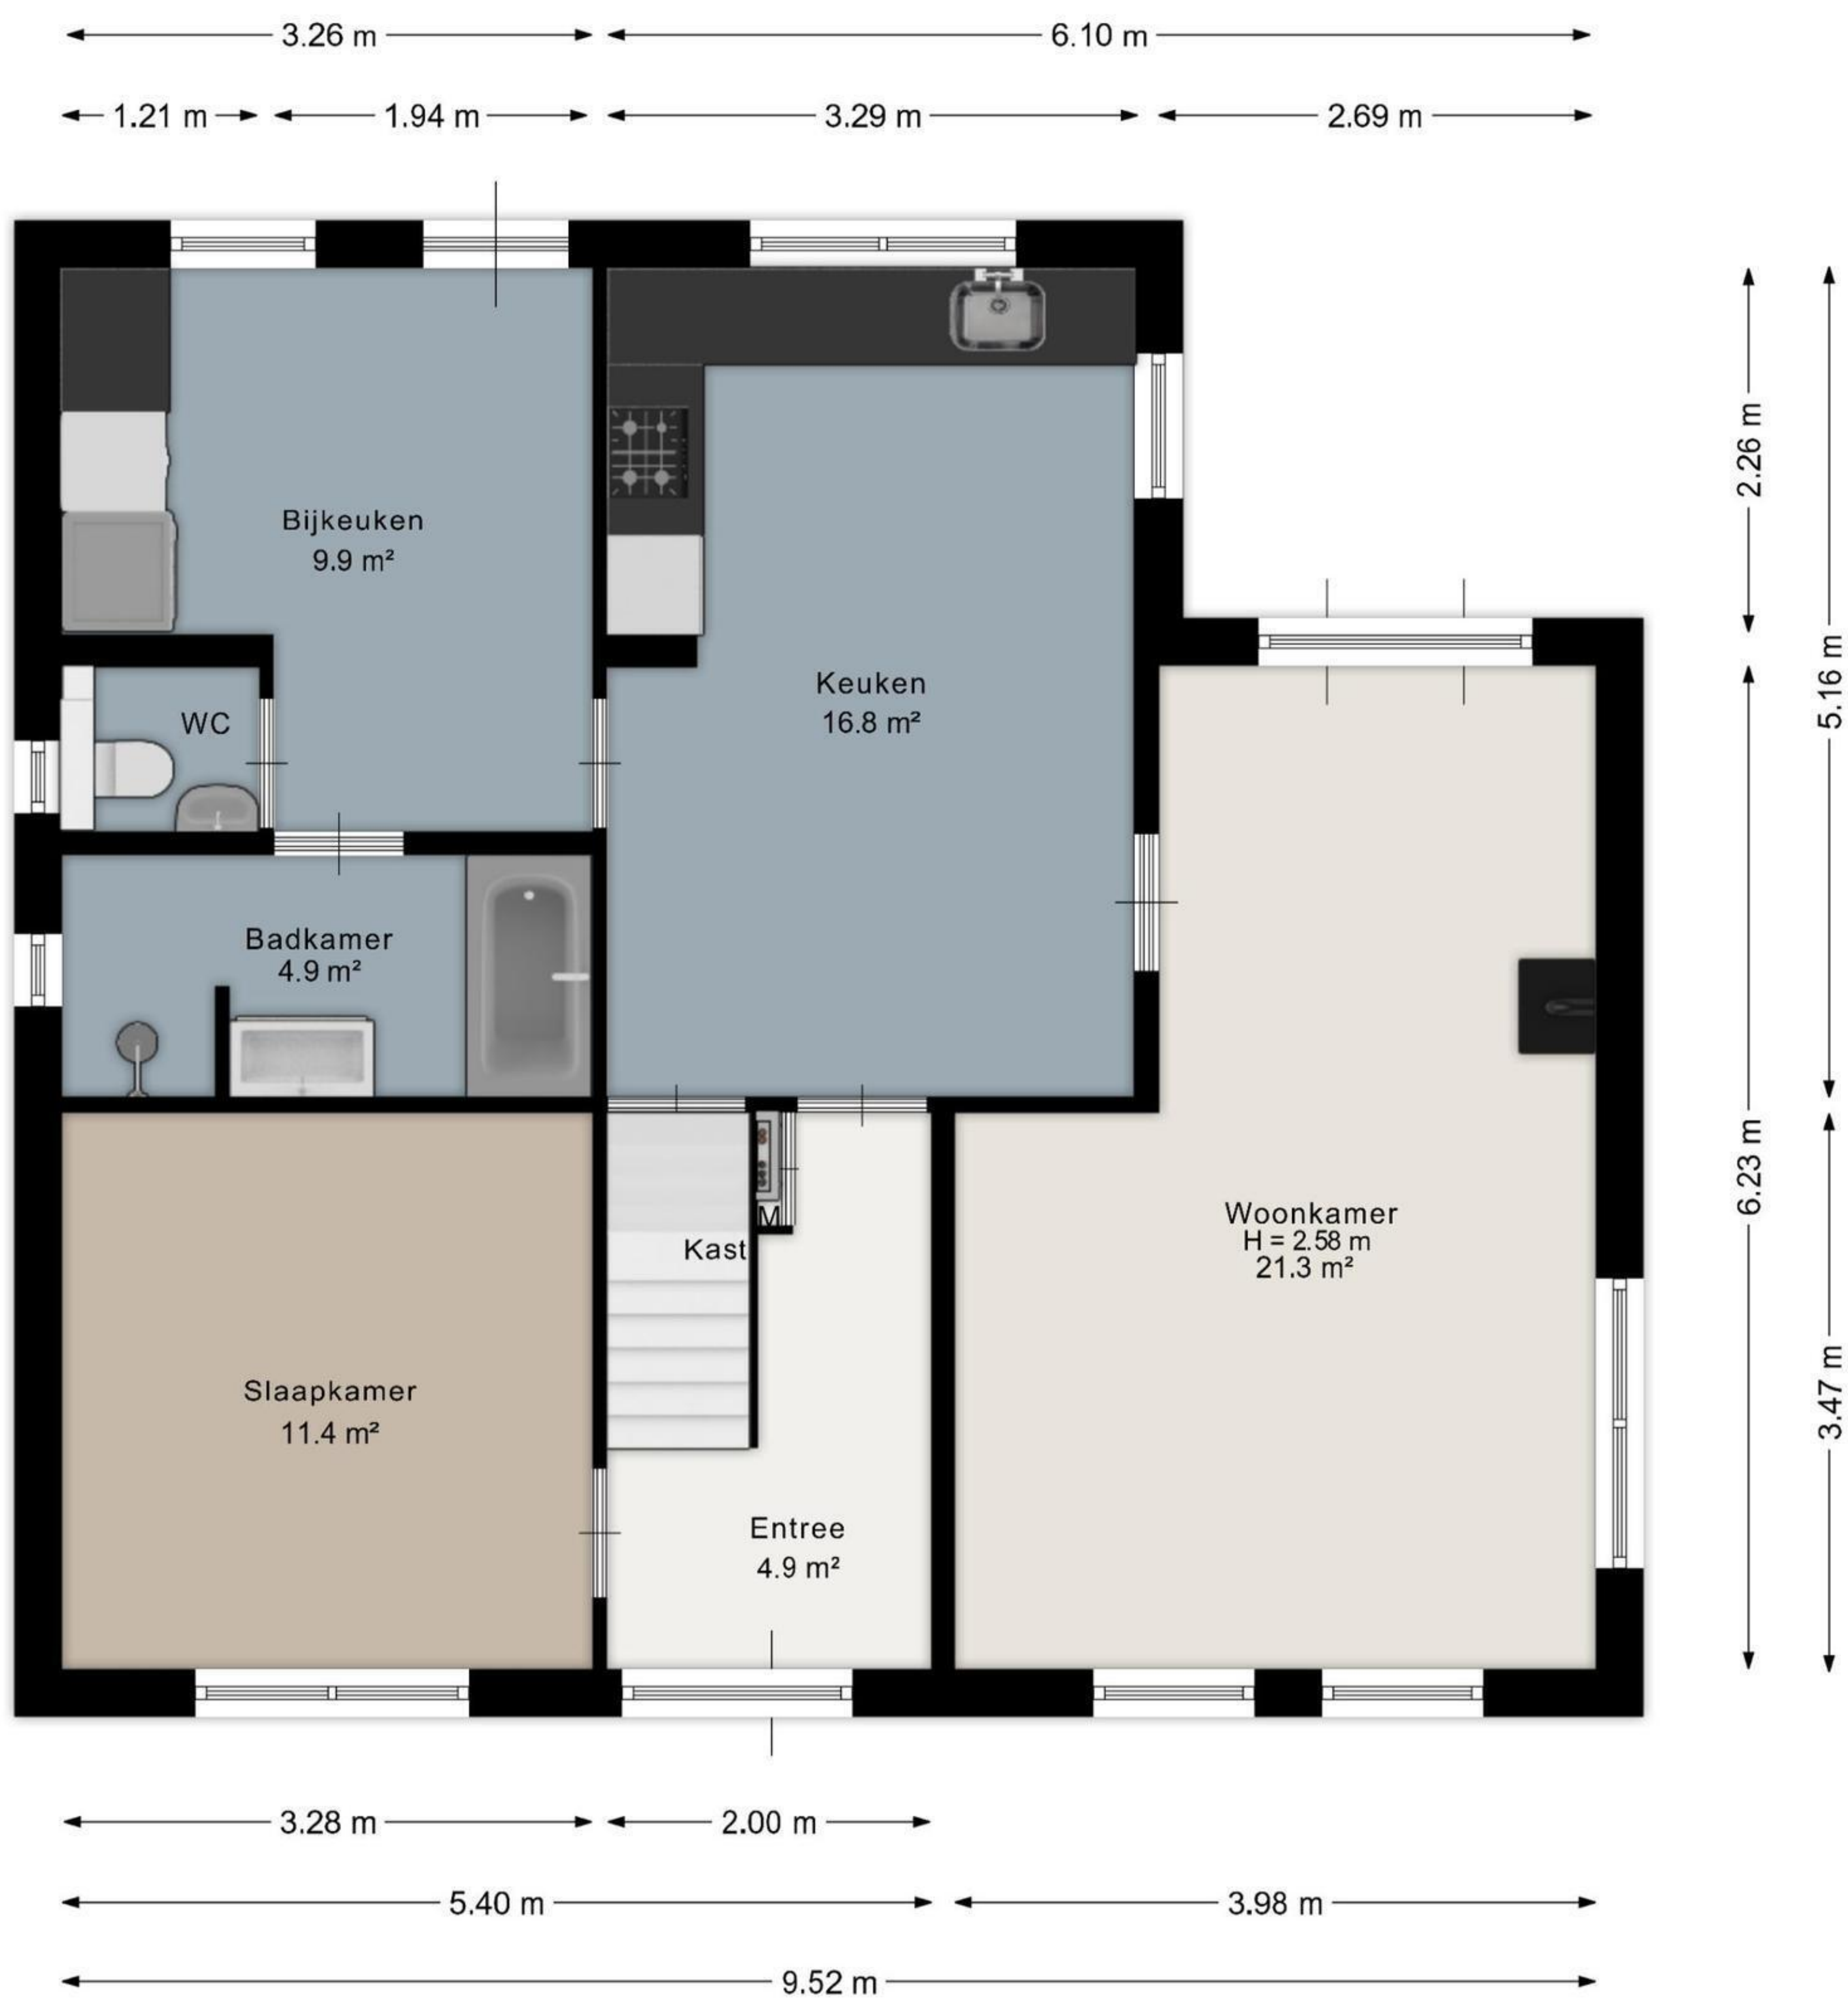 3.26 m
6.10 m
1.21 m
1.94 m
3.29 m
2.69 m
2.26 m
5.16 m
Bijkeuken
9.9 m²
Keuken
16.8 m²
WC
Badkamer
4.9 m²
M
Kast
Woonkamer
H = 2.58 m
21.3 m²
6.23 m
3.47 m
Slaapkamer
11.4 m²
Entree
4.9 m²
3.28 m
2.00 m
5.40 m
3.98 m
9.52 m